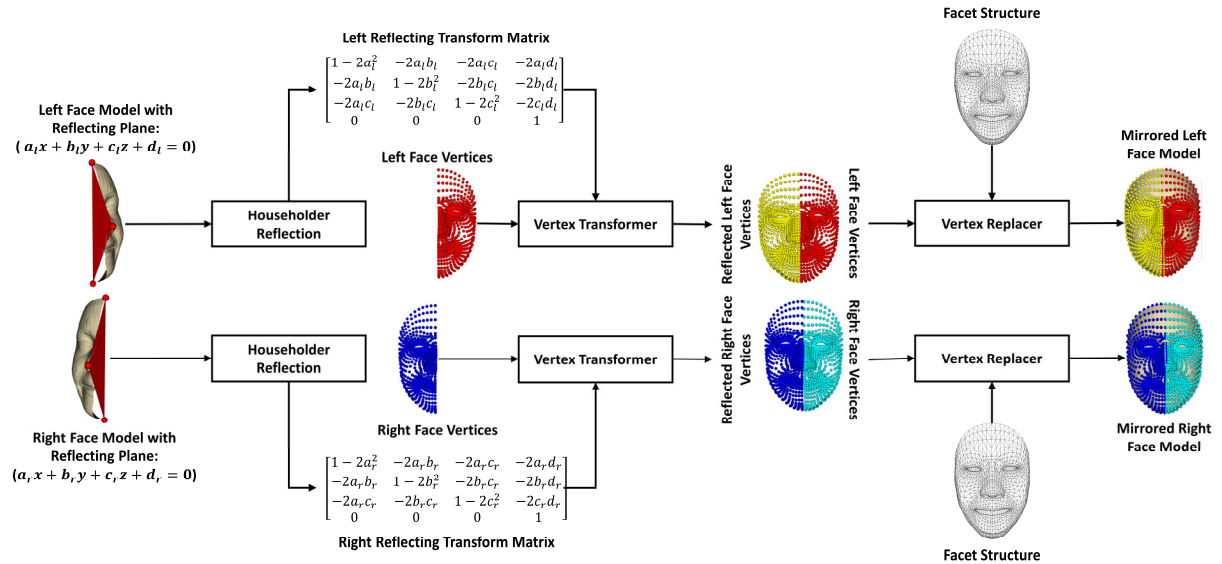 Facet Structure
Left Reflecting Transform Matrix
1 − 2a_l^2 −2a_l b_l −2a_l c_l −2a_l d_l
−2a_l b_l 1 − 2b_l^2 −2b_l c_l −2b_l d_l
−2a_l c_l −2b_l c_l 1 − 2c_l^2 −2c_l d_l
0 0 0 1
Left Face Model with
Reflecting Plane:
( a_l x + b_l y + c_l z + d_l = 0)
Householder
Reflection
Left Face Vertices
Vertex Transformer
Reflected Left Face
Vertices
Left Face Vertices
Vertex Replacer
Mirrored Left
Face Model
Householder
Reflection
Vertex Transformer
Reflected Right Face
Vertices
Right Face Vertices
Vertex Replacer
Mirrored Right
Face Model
Right Face Model with
Reflecting Plane:
(a_r x + b_r y + c_r z + d_r = 0)
Right Face Vertices
1 − 2a_r^2 −2a_r b_r −2a_r c_r −2a_r d_r
−2a_r b_r 1 − 2b_r^2 −2b_r c_r −2b_r d_r
−2a_r c_r −2b_r c_r 1 − 2c_r^2 −2c_r d_r
0 0 0 1
Right Reflecting Transform Matrix
Facet Structure